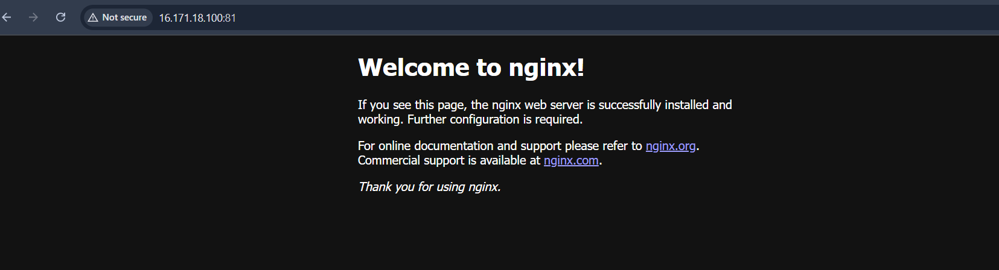 Not secure
16.171.18.100:81
Welcome to nginx!
If you see this page, the nginx web server is successfully installed and
working. Further configuration is required.
For online documentation and support please refer to nginx.org.
Commercial support is available at nginx.com.
Thank you for using nginx.